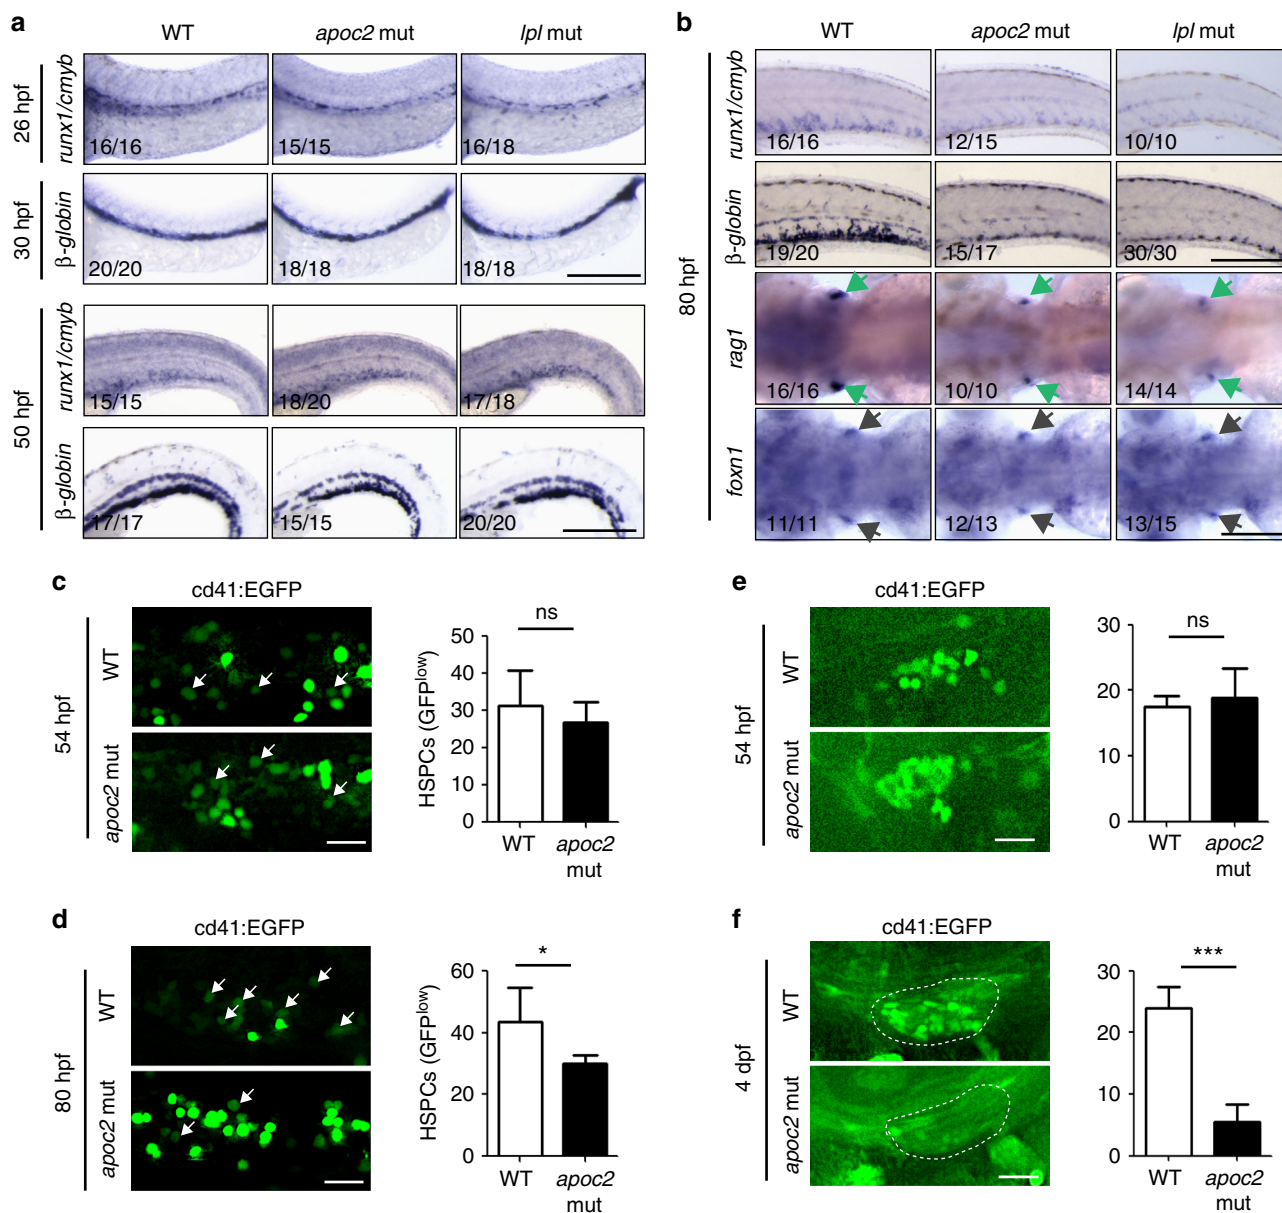 a
WT
apoc2 mut
lpl mut
26 hpf
runx1/cmyb
16/16
15/15
16/18
30 hpf
β-globin
20/20
18/18
18/18
50 hpf
runx1/cmyb
15/15
18/20
17/18
β-globin
17/17
15/15
20/20
b
WT
apoc2 mut
lpl mut
80 hpf
runx1/cmyb
16/16
12/15
10/10
β-globin
19/20
15/17
30/30
rag1
16/16
10/10
14/14
foxn1
11/11
12/13
13/15
c
cd41:EGFP
54 hpf
WT
apoc2 mut
HSPCs (GFPlow)
50
40
30
20
10
0
ns
WT
apoc2
mut
d
cd41:EGFP
80 hpf
WT
apoc2 mut
HSPCs (GFPlow)
60
40
20
0
*
WT
apoc2
mut
e
cd41:EGFP
54 hpf
WT
apoc2 mut
30
20
10
0
ns
WT
apoc2
mut
f
cd41:EGFP
4 dpf
WT
apoc2 mut
30
20
10
0
***
WT
apoc2
mut